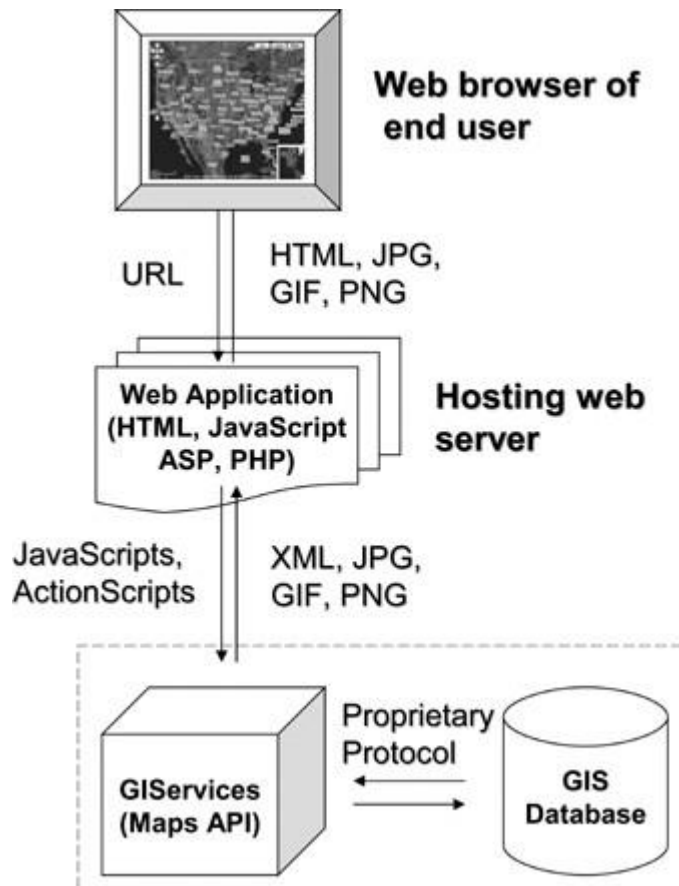 Web browser of
end user
URL
HTML, JPG,
GIF, PNG
Web Application
(HTML, JavaScript
ASP, PHP)
Hosting web
server
JavaScripts,
ActionScripts
XML, JPG,
GIF, PNG
GIServices
(Maps API)
Proprietary
Protocol
GIS
Database